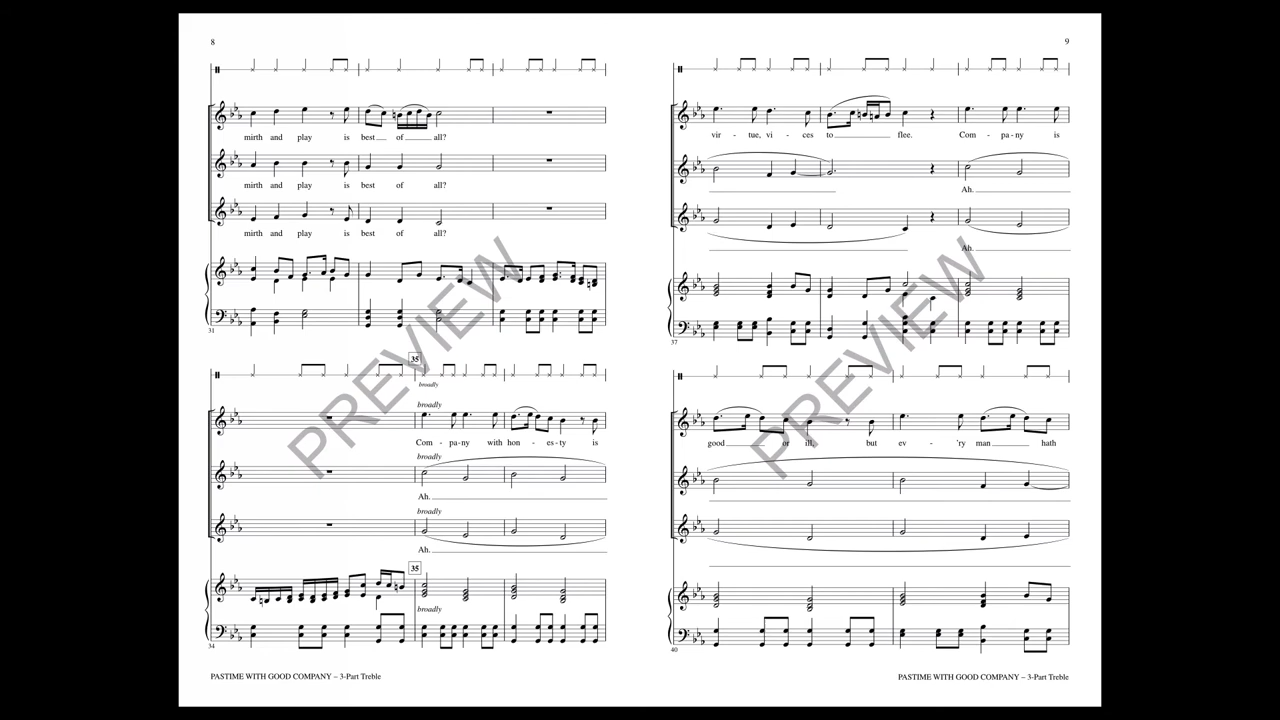 8
mirth and play is best of all?
mirth and play is best of all?
mirth and play is best of all?
31
35
broadly
broadly
Com - pa - ny with hon - es - ty is
broadly
Ah.
broadly
Ah.
35
broadly
34
PASTIME WITH GOOD COMPANY – 3-Part Treble
PREVIEW
9
vir - tue, vi - ces to flee. Com - pa - ny is
Ah.
Ah.
37
good or ill, but ev - 'ry man hath
40
PASTIME WITH GOOD COMPANY – 3-Part Treble
PREVIEW